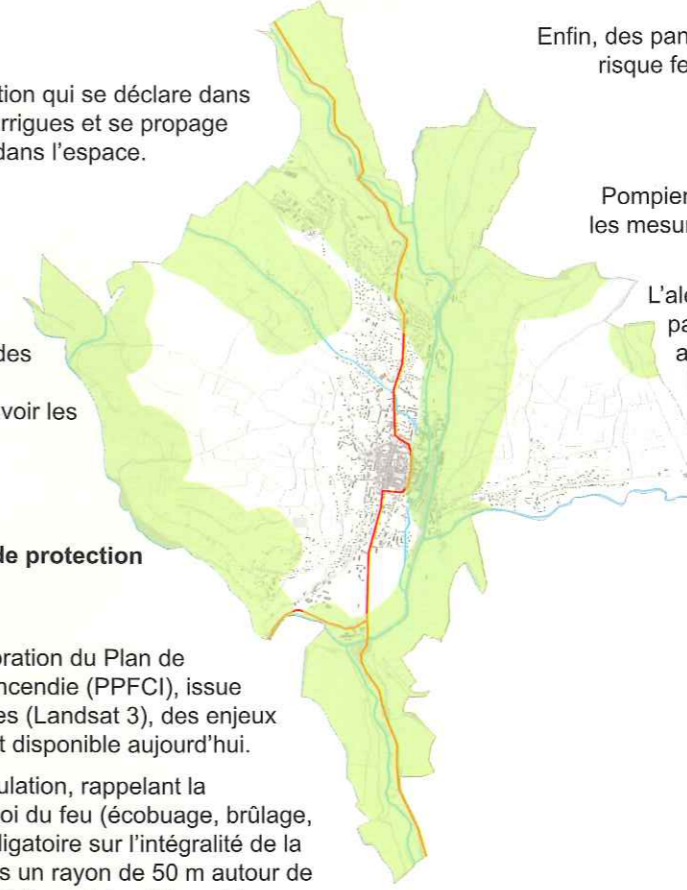 tion qui se déclare dans
rrigues et se propage
dans l'espace.
des
voir les
de protection
oration du Plan de
ncendie (PPFCI), issue
es (Landsat 3), des enjeux
t disponible aujourd'hui.
ulation, rappelant la
oi du feu (écobuage, brûlage,
ligatoire sur l'intégralité de la
s un rayon de 50 m autour de
Enfin, des pan
risque fe
Pompier
les mesur
L'alé
pa
a